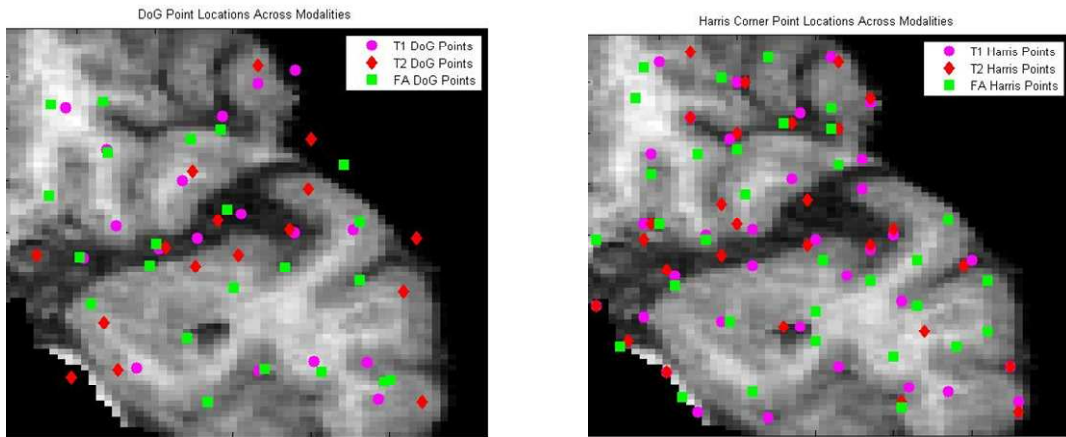 DoG Point Locations Across Modalities
T1 DoG Points
T2 DoG Points
FA DoG Points
Harris Corner Point Locations Across Modalities
T1 Harris Points
T2 Harris Points
FA Harris Points